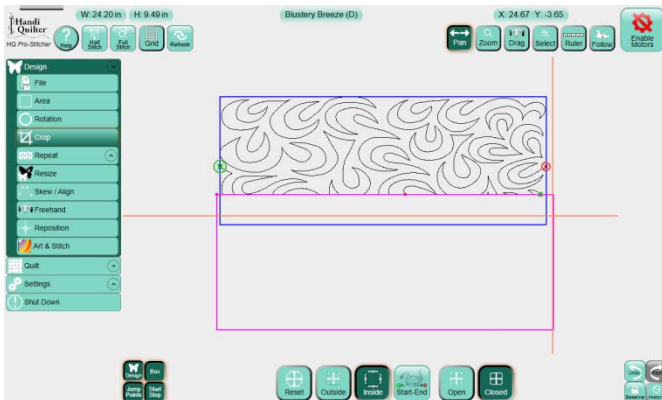 Handi Quilter
HQ Pro-Stitcher
W: 24.20 in H: 9.49 in
Blustery Breeze (D)
X: 24.67 Y: -3.65
Help
Half Stitch
Full Stitch
Grid
Refresh
Pan
Zoom
Drag
Select
Ruler
Follow
Enable Motors
Design
File
Area
Rotation
Crop
Repeat
Resize
Skew / Align
Freehand
Reposition
Art & Stitch
Quilt
Settings
Shut Down
Design
Box
Jump Points
Start Stop
Reset
Outside
Inside
Start-End
Open
Closed
Undo
Baseline